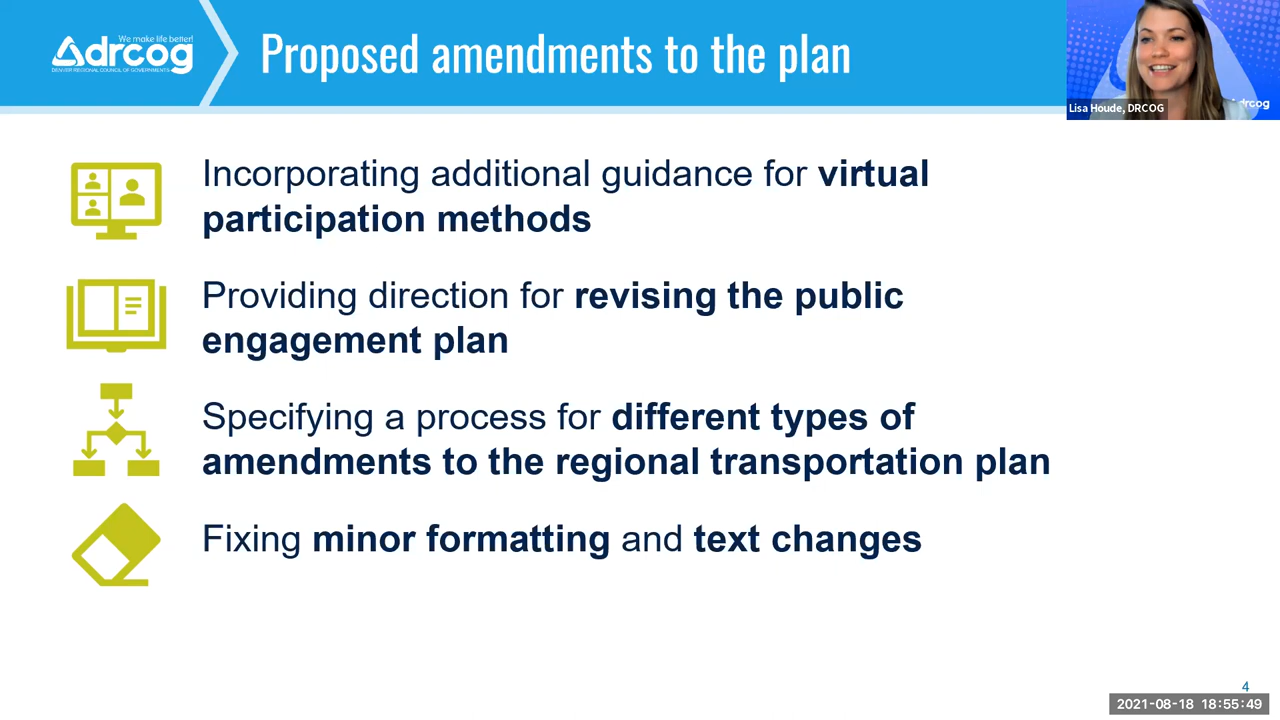 We make life better!
drcog
DENVER REGIONAL COUNCIL OF GOVERNMENTS
Proposed amendments to the plan
drcog
Lisa Houde, DRCOG
Incorporating additional guidance for virtual
participation methods
Providing direction for revising the public
engagement plan
Specifying a process for different types of
amendments to the regional transportation plan
Fixing minor formatting and text changes
4
2021-08-18 18:55:49